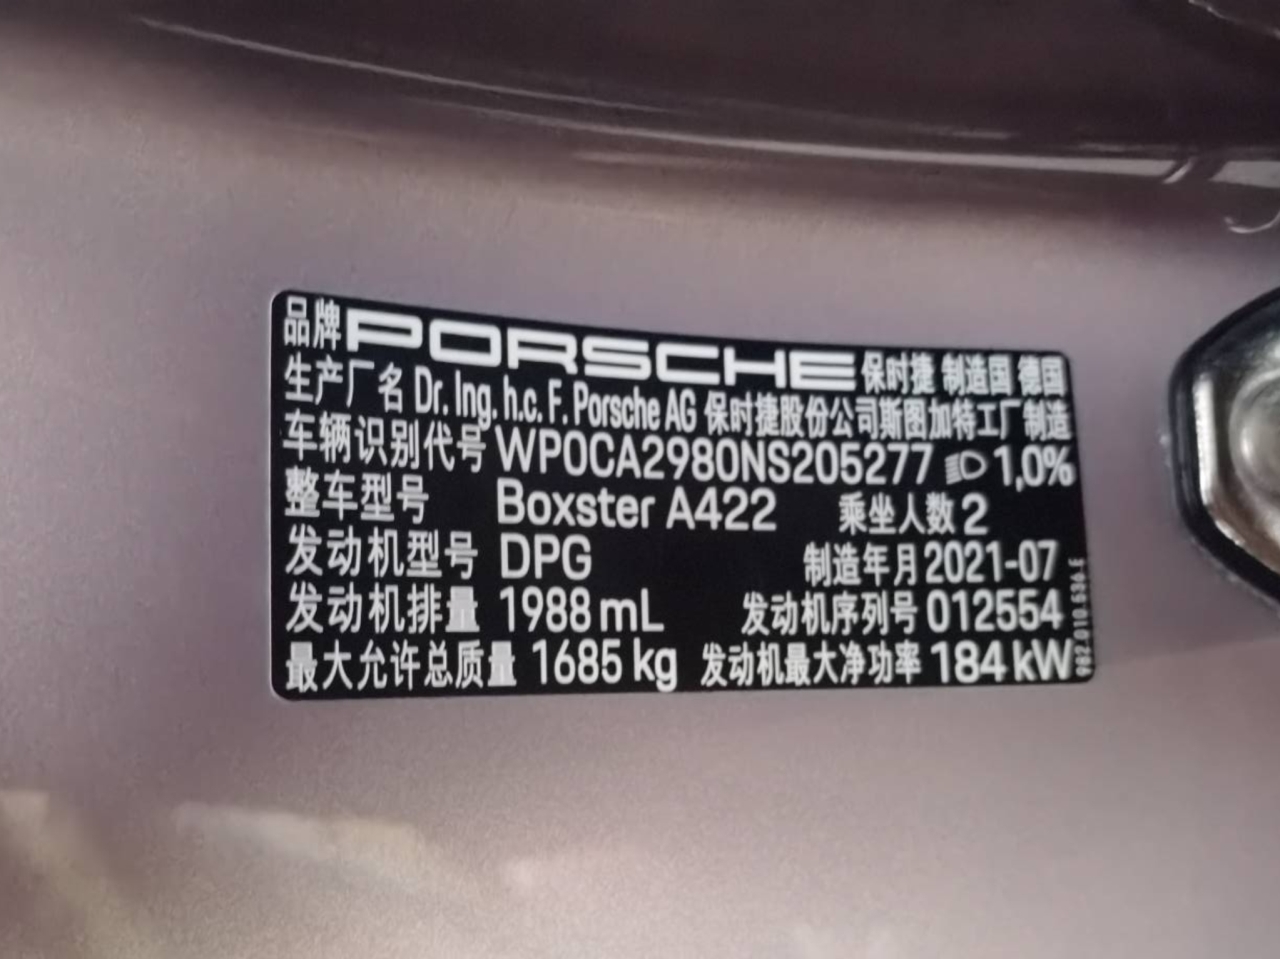 品牌 PORSCHE 保时捷 制造国 德国
生产厂名 Dr. Ing. h.c. F. Porsche AG 保时捷股份公司斯图加特工厂制造
车辆识别代号 WP0CA2980NS205277 1,0%
整车型号 Boxster A422 乘坐人数 2
发动机型号 DPG 制造年月 2021-07
发动机排量 1988 mL 发动机序列号 012554
最大允许总质量 1685 kg 发动机最大净功率 184 kW
982.010.536.E